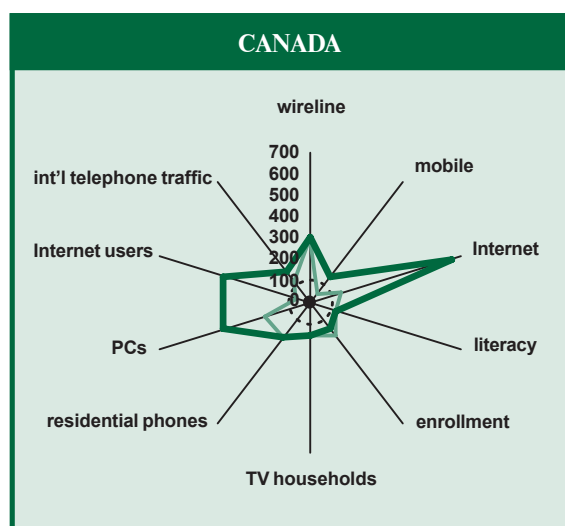 CANADA
wireline
mobile
Internet
literacy
enrollment
TV households
residential phones
PCs
Internet users
int'l telephone traffic
700
600
500
400
300
200
100
0